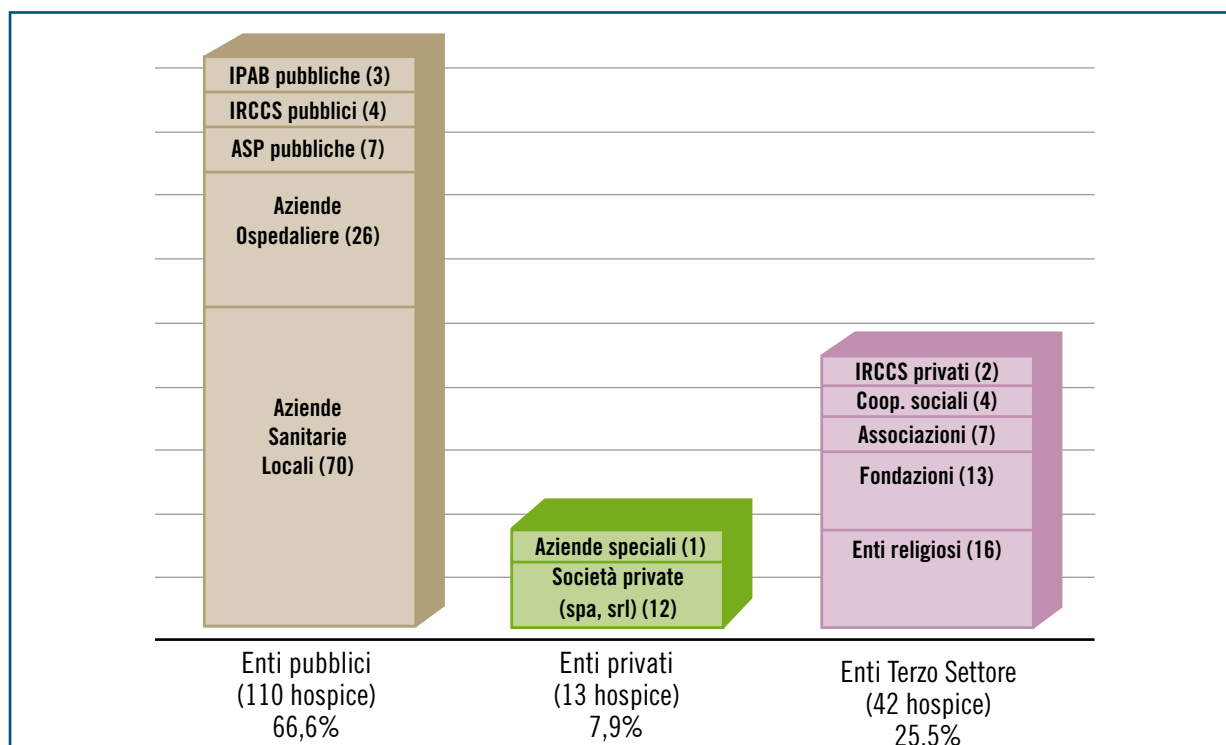 IPAB pubbliche (3)
IRCCS pubblici (4)
ASP pubbliche (7)
Aziende
Ospedaliere (26)
Aziende
Sanitarie
Locali (70)
Aziende speciali (1)
Società private
(spa, srl) (12)
IRCCS privati (2)
Coop. sociali (4)
Associazioni (7)
Fondazioni (13)
Enti religiosi (16)
Enti pubblici
(110 hospice)
66,6%
Enti privati
(13 hospice)
7,9%
Enti Terzo Settore
(42 hospice)
25,5%